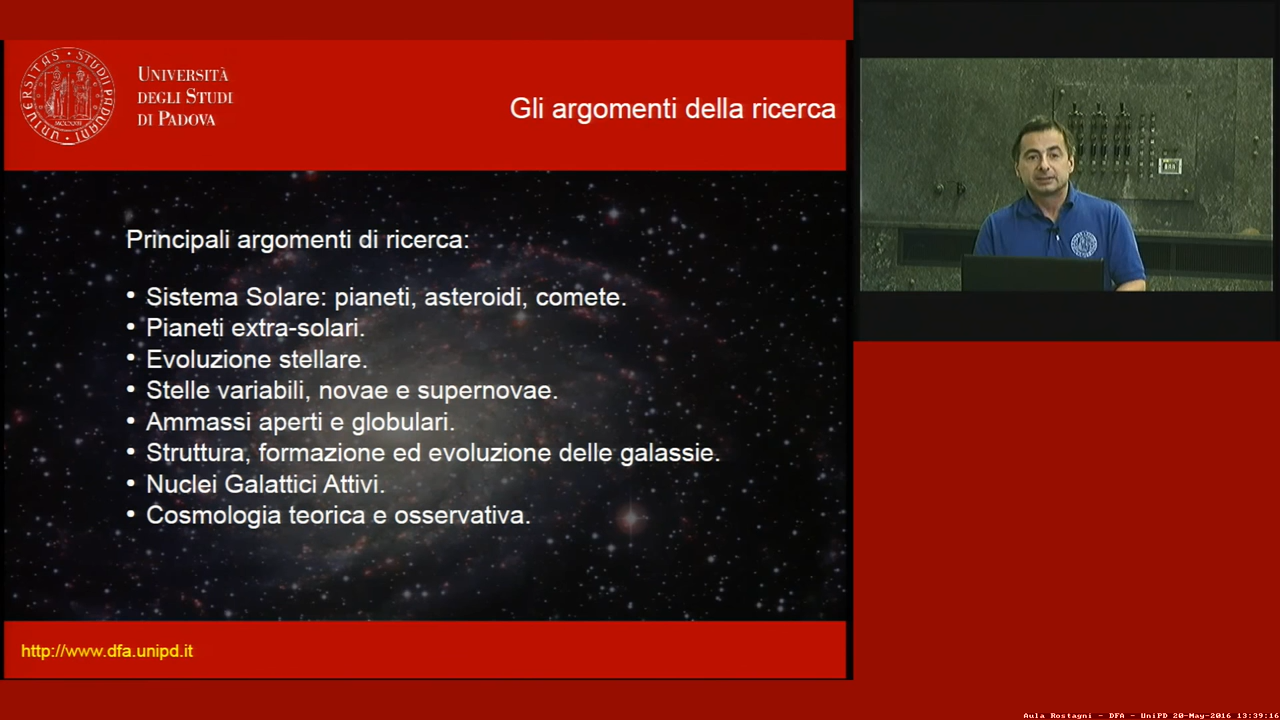 UNIVERSITÀ
DEGLI STUDI
DI PADOVA
Gli argomenti della ricerca
Principali argomenti di ricerca:
• Sistema Solare: pianeti, asteroidi, comete.
• Pianeti extra-solari.
• Evoluzione stellare.
• Stelle variabili, novae e supernovae.
• Ammassi aperti e globulari.
• Struttura, formazione ed evoluzione delle galassie.
• Nuclei Galattici Attivi.
• Cosmologia teorica e osservativa.
http://www.dfa.unipd.it
Aula Rostagni - DFA - UniPD 20-May-2016 13:39:16